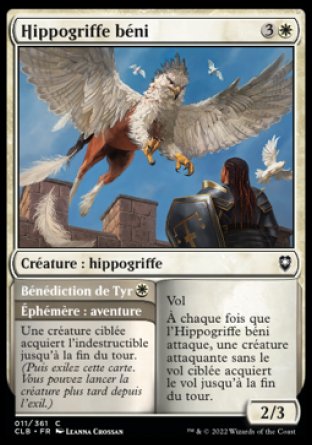 Hippogriffe béni 3
Créature : hippogriffe
Bénédiction de Tyr
Éphémère : aventure
Une créature ciblée
acquiert l'indestructible
jusqu'à la fin du tour.
(Puis exilez cette carte.
Vous pouvez lancer la
créature plus tard depuis
l'exil.)
Vol
À chaque fois que
l'Hippogriffe béni
attaque, une créature
attaquante sans le
vol ciblée acquiert
le vol jusqu'à la fin
du tour.
2/3
011/361 C
CLB • FR Leanna Crossan
™ & © 2022 Wizards of the Coast